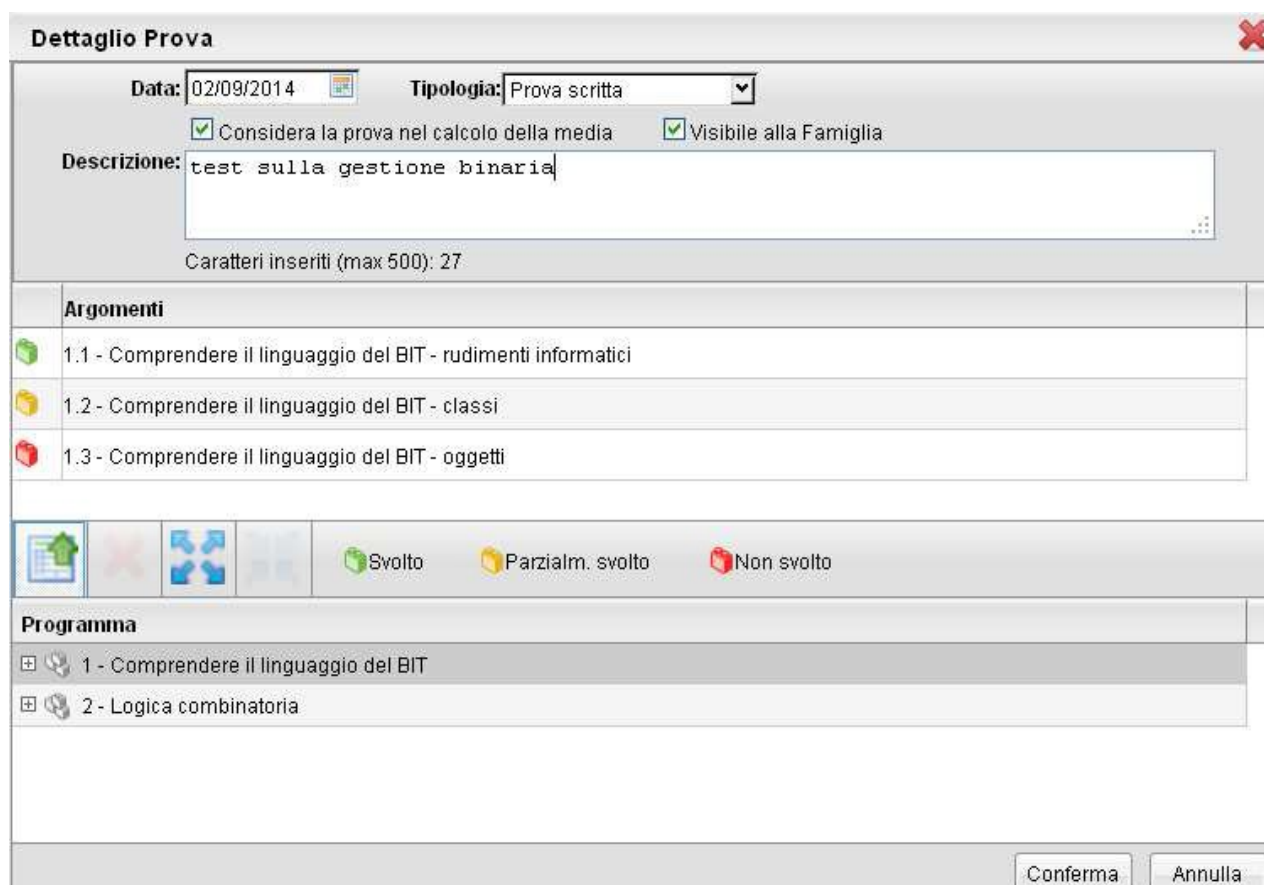 Dettaglio Prova
Data: 02/09/2014 Tipologia: Prova scritta
Considera la prova nel calcolo della media Visibile alla Famiglia
Descrizione: test sulla gestione binaria
Caratteri inseriti (max 500): 27
Argomenti
1.1 - Comprendere il linguaggio del BIT - rudimenti informatici
1.2 - Comprendere il linguaggio del BIT - classi
1.3 - Comprendere il linguaggio del BIT - oggetti
Svolto Parzialm. svolto Non svolto
Programma
1 - Comprendere il linguaggio del BIT
2 - Logica combinatoria
Conferma Annulla